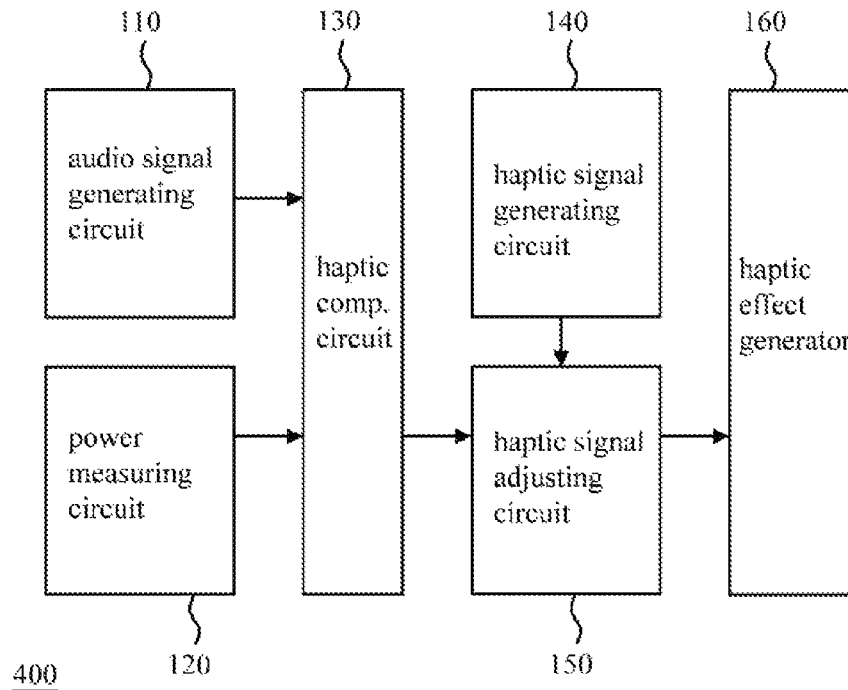 110
130
140
160
audio signal
generating
circuit
haptic
comp.
circuit
haptic signal
generating
circuit
haptic
effect
generator
power
measuring
circuit
haptic signal
adjusting
circuit
120
150
400